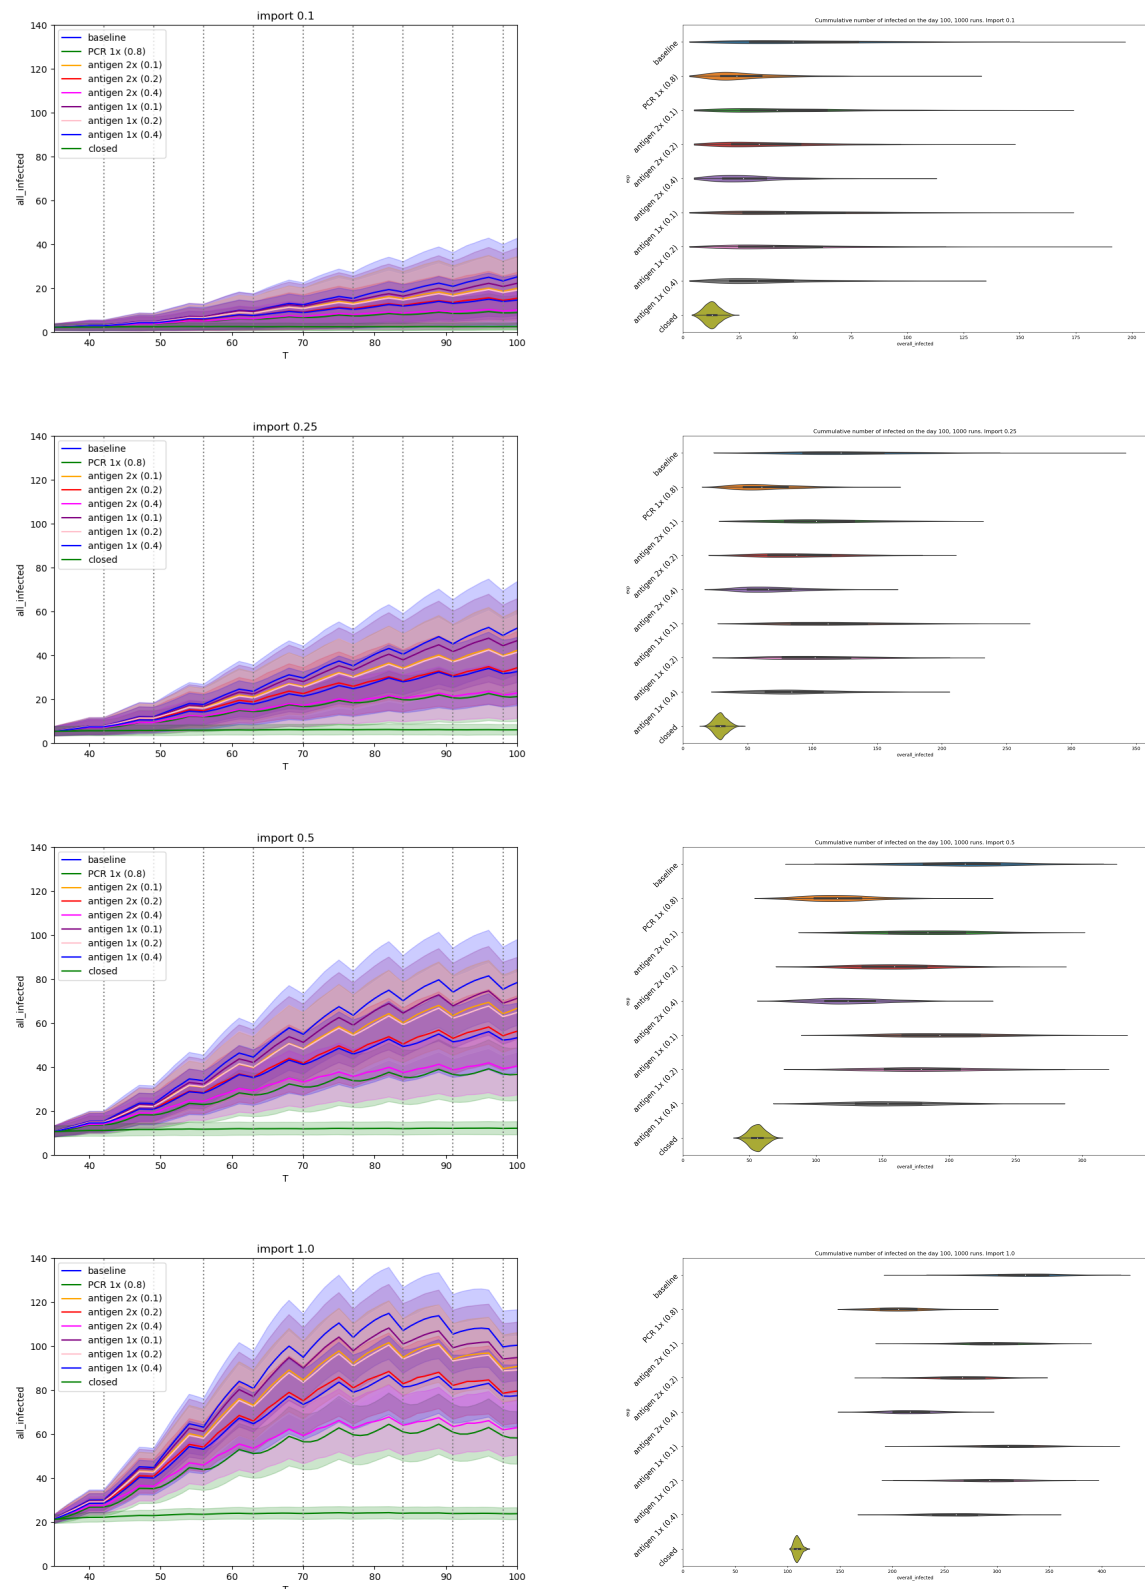 import 0.1
140
120
100
80
60
40
20
0
all_infected
baseline
PCR 1x (0.8)
antigen 2x (0.1)
antigen 2x (0.2)
antigen 2x (0.4)
antigen 1x (0.1)
antigen 1x (0.2)
antigen 1x (0.4)
closed
40 50 60 70 80 90 100
T
Cummulative number of infected on the day 100, 1000 runs. Import 0.1
baseline
PCR 1x (0.8)
antigen 2x (0.1)
antigen 2x (0.2)
antigen 2x (0.4)
antigen 1x (0.1)
antigen 1x (0.2)
antigen 1x (0.4)
closed
exp
0 25 50 75 100 125 150 175 200
overall_infected
import 0.25
140
120
100
80
60
40
20
0
all_infected
baseline
PCR 1x (0.8)
antigen 2x (0.1)
antigen 2x (0.2)
antigen 2x (0.4)
antigen 1x (0.1)
antigen 1x (0.2)
antigen 1x (0.4)
closed
40 50 60 70 80 90 100
T
Cummulative number of infected on the day 100, 1000 runs. Import 0.25
baseline
PCR 1x (0.8)
antigen 2x (0.1)
antigen 2x (0.2)
antigen 2x (0.4)
antigen 1x (0.1)
antigen 1x (0.2)
antigen 1x (0.4)
closed
exp
0 50 100 150 200 250 300 350
overall_infected
import 0.5
140
120
100
80
60
40
20
0
all_infected
baseline
PCR 1x (0.8)
antigen 2x (0.1)
antigen 2x (0.2)
antigen 2x (0.4)
antigen 1x (0.1)
antigen 1x (0.2)
antigen 1x (0.4)
closed
40 50 60 70 80 90 100
T
Cummulative number of infected on the day 100, 1000 runs. Import 0.5
baseline
PCR 1x (0.8)
antigen 2x (0.1)
antigen 2x (0.2)
antigen 2x (0.4)
antigen 1x (0.1)
antigen 1x (0.2)
antigen 1x (0.4)
closed
exp
0 50 100 150 200 250 300
overall_infected
import 1.0
140
120
100
80
60
40
20
0
all_infected
baseline
PCR 1x (0.8)
antigen 2x (0.1)
antigen 2x (0.2)
antigen 2x (0.4)
antigen 1x (0.1)
antigen 1x (0.2)
antigen 1x (0.4)
closed
40 50 60 70 80 90 100
T
Cummulative number of infected on the day 100, 1000 runs. Import 1.0
baseline
PCR 1x (0.8)
antigen 2x (0.1)
antigen 2x (0.2)
antigen 2x (0.4)
antigen 1x (0.1)
antigen 1x (0.2)
antigen 1x (0.4)
closed
exp
0 50 100 150 200 250 300 350 400
overall_infected